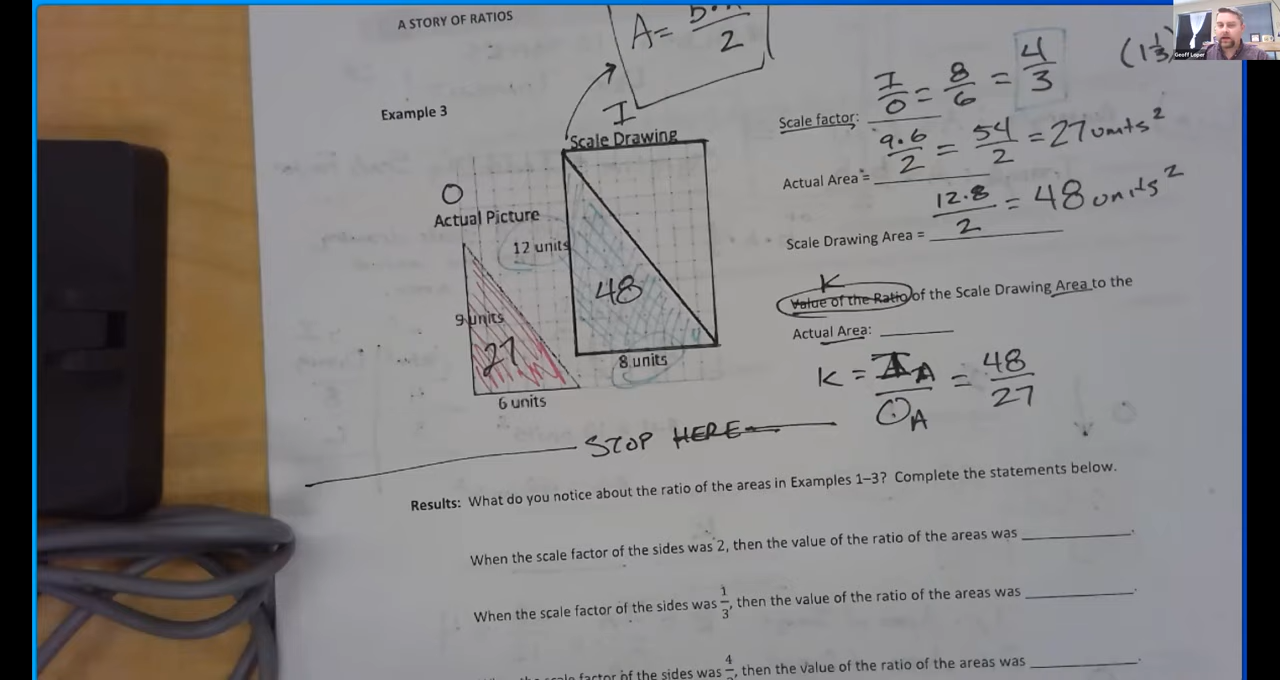 A STORY OF RATIOS
A= b·h/2
Example 3
I
Scale Drawing
O
Actual Picture
12 units
9 units
48
27
8 units
6 units
Scale factor: I/O = 8/6 = 4/3 (1 1/3)
Actual Area = 9·6/2 = 54/2 = 27 units²
Scale Drawing Area = 12·8/2 = 48 units²
K
Value of the Ratio of the Scale Drawing Area to the
Actual Area:
K = I A / O A = 48/27
STOP HERE
Results: What do you notice about the ratio of the areas in Examples 1–3? Complete the statements below.
When the scale factor of the sides was 2, then the value of the ratio of the areas was
When the scale factor of the sides was 1/3, then the value of the ratio of the areas was
factor of the sides was 4/ , then the value of the ratio of the areas was
Geoff Loper